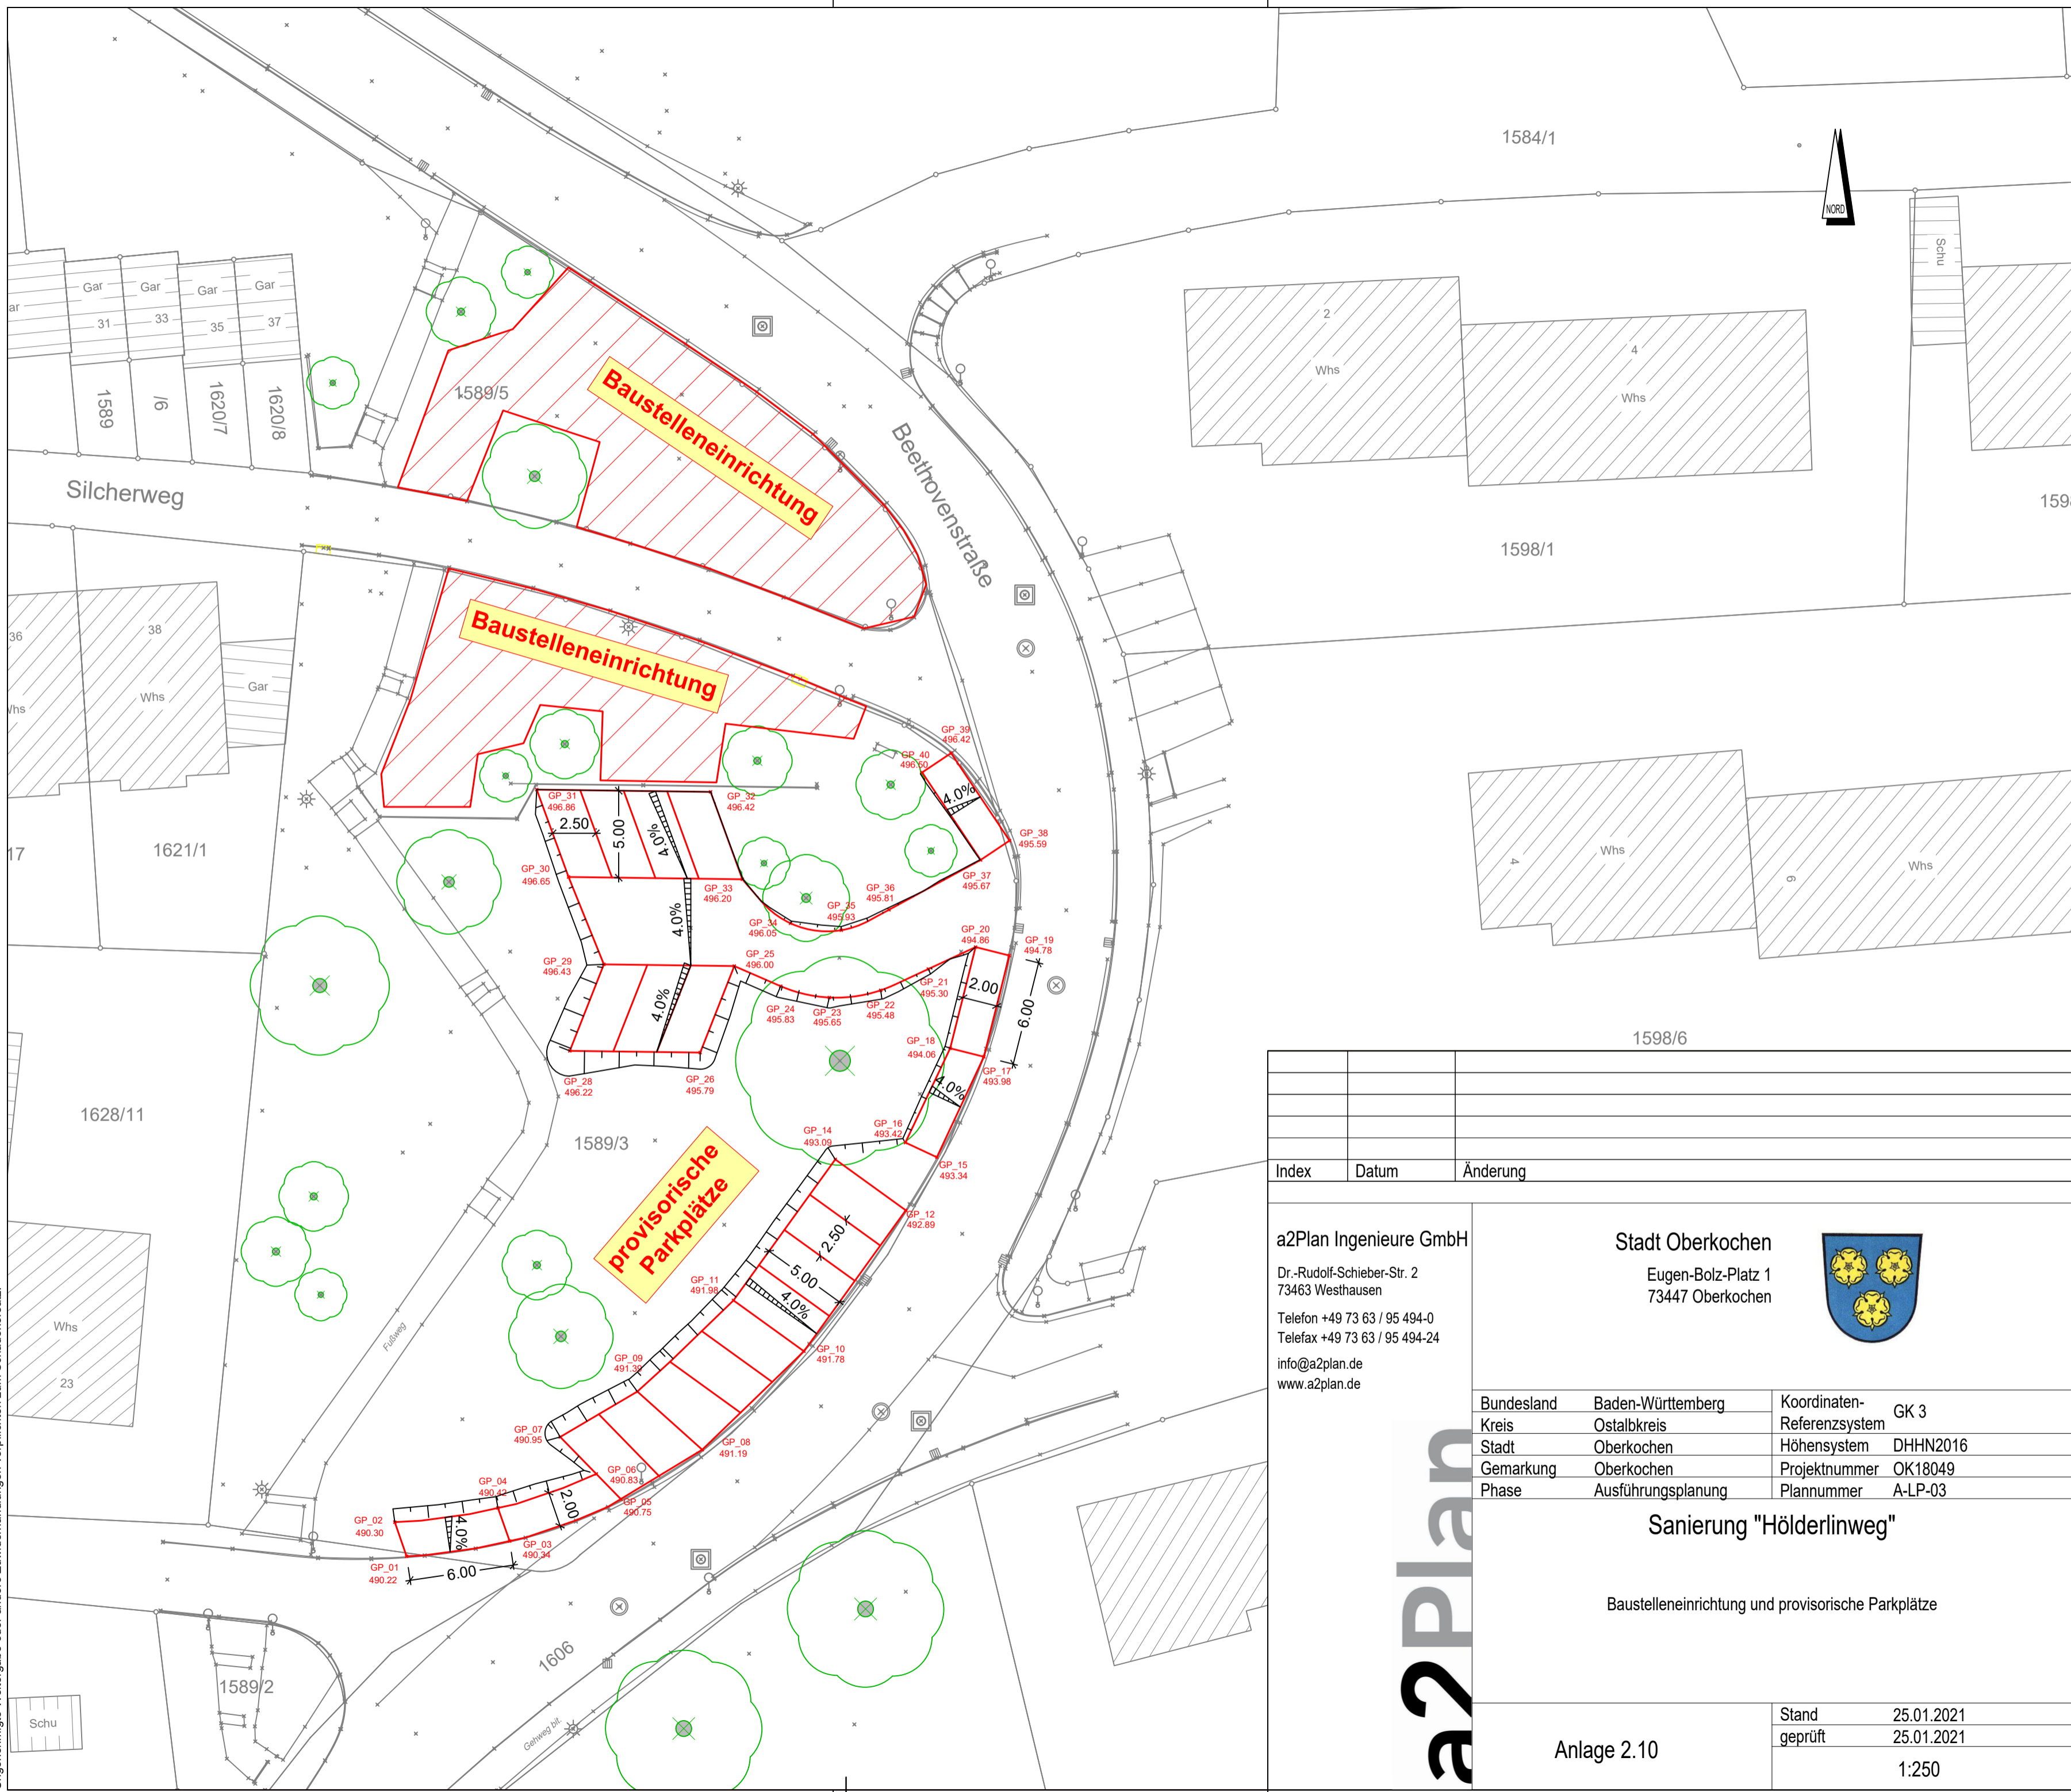 1584/1
NORD
Schu
Gar
Gar
Gar
Gar
ar
31
33
35
37
1589
/6
1620/7
1620/8
1589/5
Baustelleneinrichtung
2
Whs
4
Whs
Beethovenstraße
Silcherweg
1598/1
159
36
38
Whs
Gar
Whs
Baustelleneinrichtung
GP_39
496.42
GP_40
496.50
4.0%
GP_31
496.86
GP_32
496.42
2.50
5.00
4.0%
GP_38
495.59
17
1621/1
GP_30
496.65
GP_33
496.20
GP_36
495.81
GP_37
495.67
GP_35
495.93
GP_34
496.05
4.0%
4
Whs
6
Whs
GP_20
494.86
GP_19
494.78
GP_29
496.43
GP_25
496.00
GP_21
495.30
2.00
6.00
GP_24
495.83
GP_23
495.65
GP_22
495.48
4.0%
GP_18
494.06
GP_17
493.98
4.0%
GP_28
496.22
GP_26
495.79
1598/6
1628/11
1589/3
GP_14
493.09
GP_16
493.42
GP_15
493.34
provisorische
Parkplätze
GP_12
492.89
2.50
5.00
4.0%
GP_11
491.98
GP_10
491.78
Fußweg
GP_09
491.39
Whs
23
GP_07
490.95
GP_08
491.19
GP_06
490.83
GP_04
490.42
GP_05
490.75
2.00
GP_02
490.30
4.0%
GP_03
490.34
GP_01
490.22
6.00
1606
1589/2
Schu
Gehweg bit.
Index Datum Änderung
a2Plan Ingenieure GmbH
Dr.-Rudolf-Schieber-Str. 2
73463 Westhausen
Telefon +49 73 63 / 95 494-0
Telefax +49 73 63 / 95 494-24
info@a2plan.de
www.a2plan.de
a2Plan
Stadt Oberkochen
Eugen-Bolz-Platz 1
73447 Oberkochen
Bundesland Baden-Württemberg
Kreis Ostalbkreis
Stadt Oberkochen
Gemarkung Oberkochen
Phase Ausführungsplanung
Koordinaten-
Referenzsystem GK 3
Höhensystem DHHN2016
Projektnummer OK18049
Plannummer A-LP-03
Sanierung "Hölderlinweg"
Baustelleneinrichtung und provisorische Parkplätze
Anlage 2.10
Stand 25.01.2021
geprüft 25.01.2021
1:250